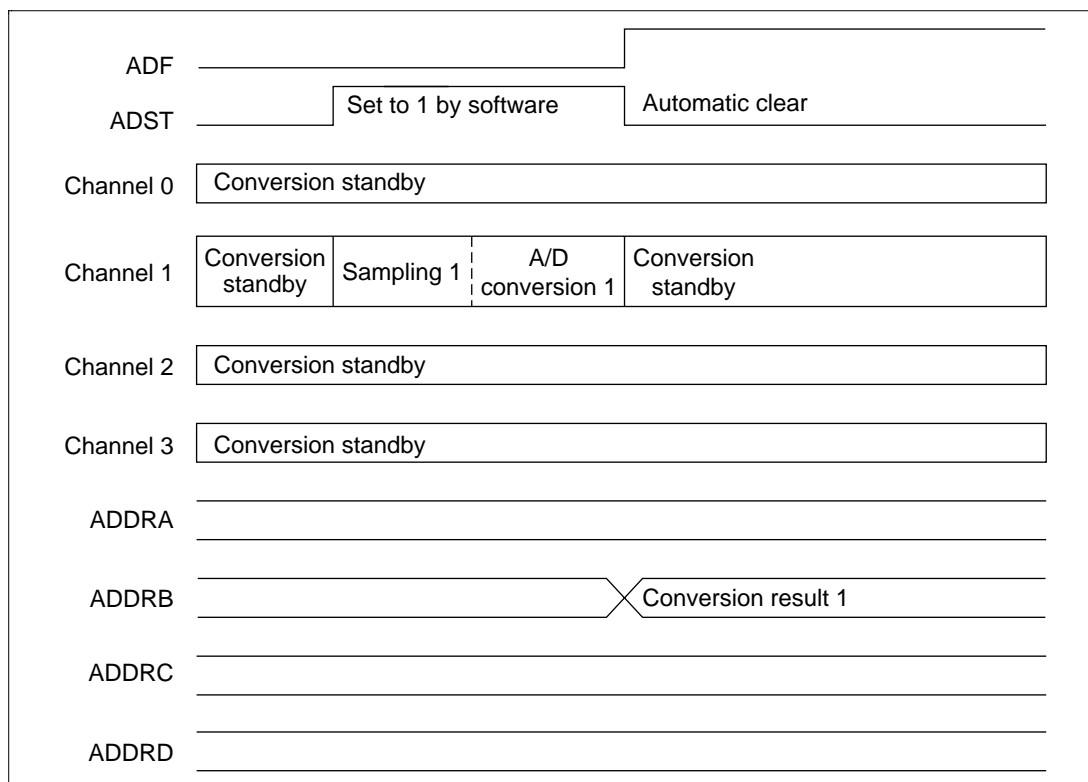 ADF
ADST
Set to 1 by software
Automatic clear
Channel 0
Conversion standby
Channel 1
Conversion
standby
Sampling 1
A/D
conversion 1
Conversion
standby
Channel 2
Conversion standby
Channel 3
Conversion standby
ADDRA
ADDRB
Conversion result 1
ADDRC
ADDRD